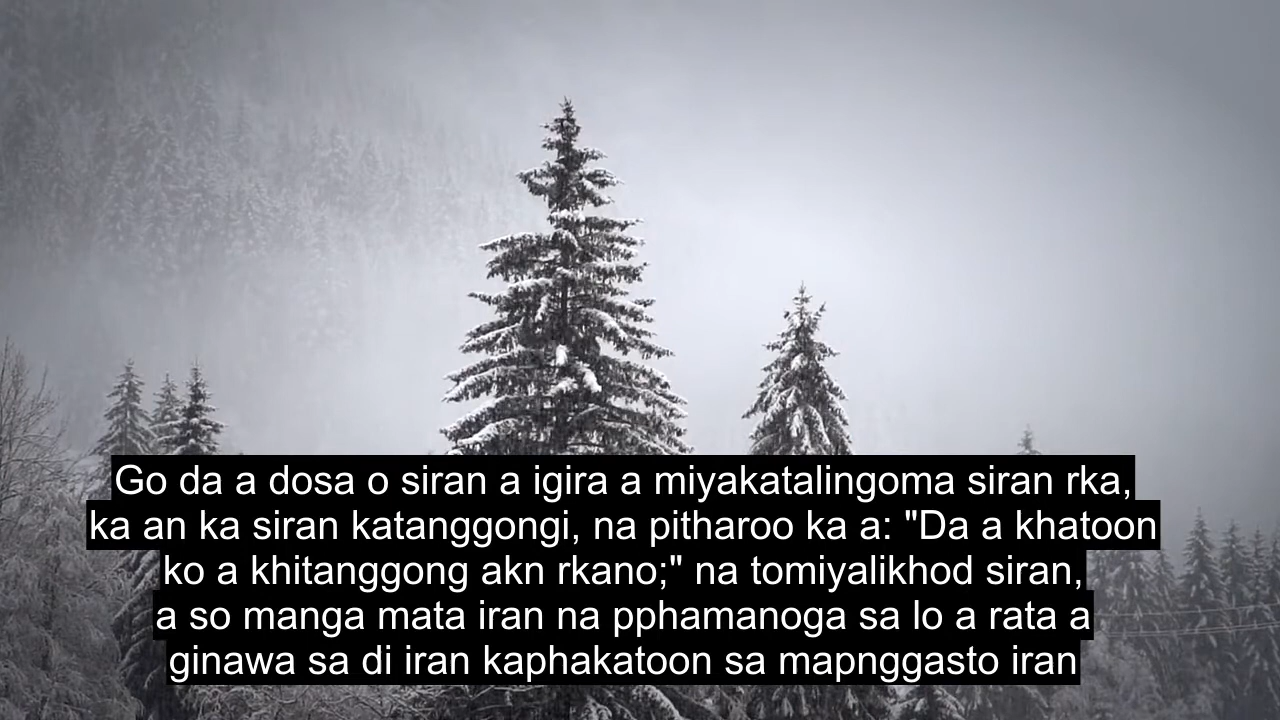 Go da a dosa o siran a igira a miyakatalingoma siran rka,
ka an ka siran katanggongi, na pitharoo ka a: "Da a khatoon
ko a khitanggong akn rkano;" na tomiyalikhod siran,
a so manga mata iran na pphamanoga sa lo a rata a
ginawa sa di iran kaphakatoon sa mapnggasto iran